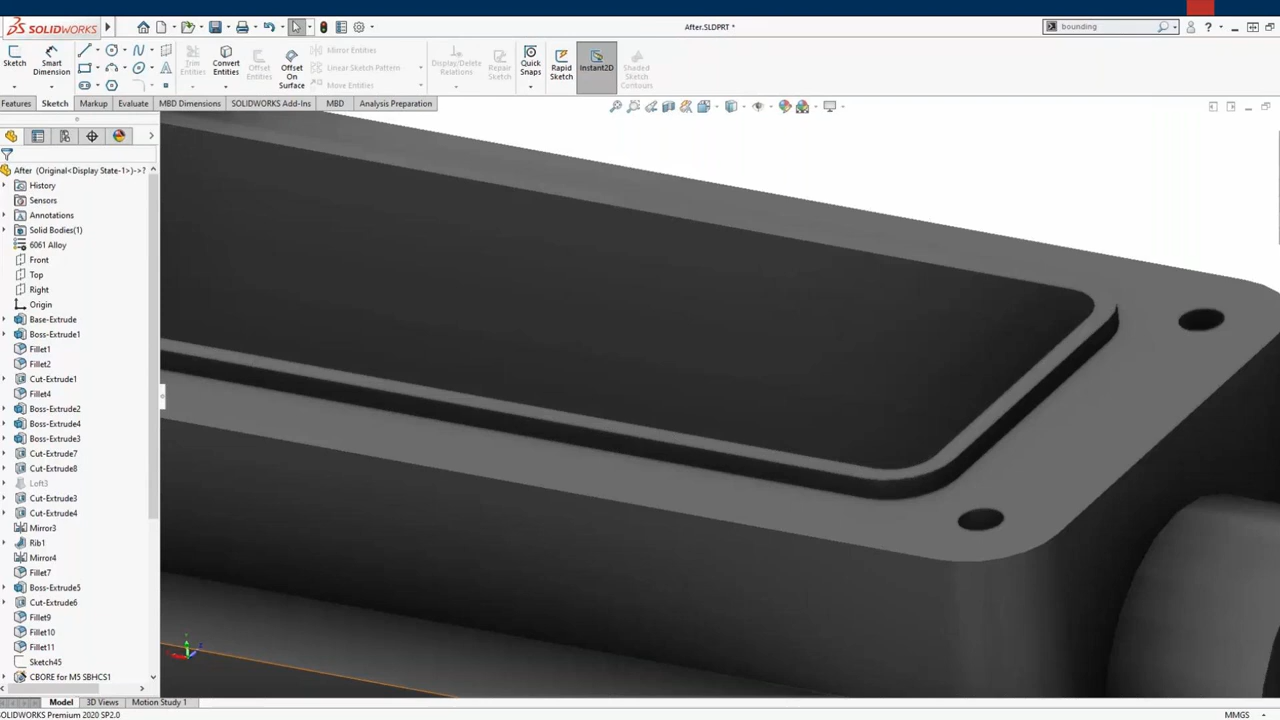 SOLIDWORKS
After.SLDPRT *
bounding
Sketch
Smart Dimension
Trim Entities
Convert Entities
Offset Entities
Offset On Surface
Mirror Entities
Linear Sketch Pattern
Move Entities
Display/Delete Relations
Repair Sketch
Quick Snaps
Rapid Sketch
Instant2D
Shaded Sketch Contours
Features
Sketch
Markup
Evaluate
MBD Dimensions
SOLIDWORKS Add-Ins
MBD
Analysis Preparation
After (Original<Display State-1>)->?
History
Sensors
Annotations
Solid Bodies(1)
6061 Alloy
Front
Top
Right
Origin
Base-Extrude
Boss-Extrude1
Fillet1
Fillet2
Cut-Extrude1
Fillet4
Boss-Extrude2
Boss-Extrude4
Boss-Extrude3
Cut-Extrude7
Cut-Extrude8
Loft3
Cut-Extrude3
Cut-Extrude4
Mirror3
Rib1
Mirror4
Fillet7
Boss-Extrude5
Cut-Extrude6
Fillet9
Fillet10
Fillet11
Sketch45
CBORE for M5 SBHCS1
Model
3D Views
Motion Study 1
SOLIDWORKS Premium 2020 SP2.0
MMGS